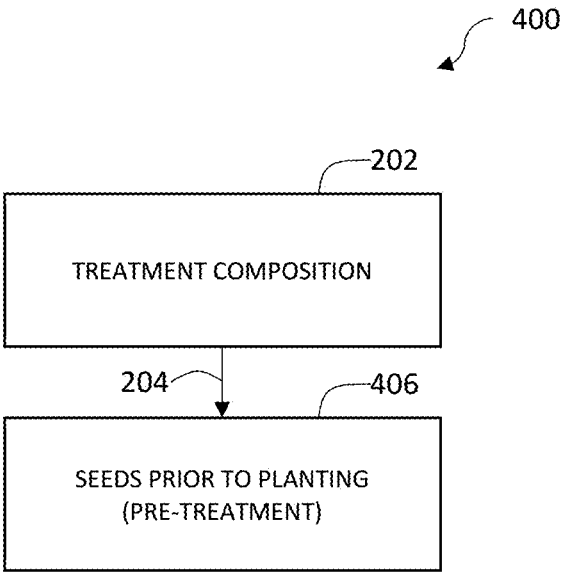 400
202
TREATMENT COMPOSITION
204
406
SEEDS PRIOR TO PLANTING
(PRE-TREATMENT)